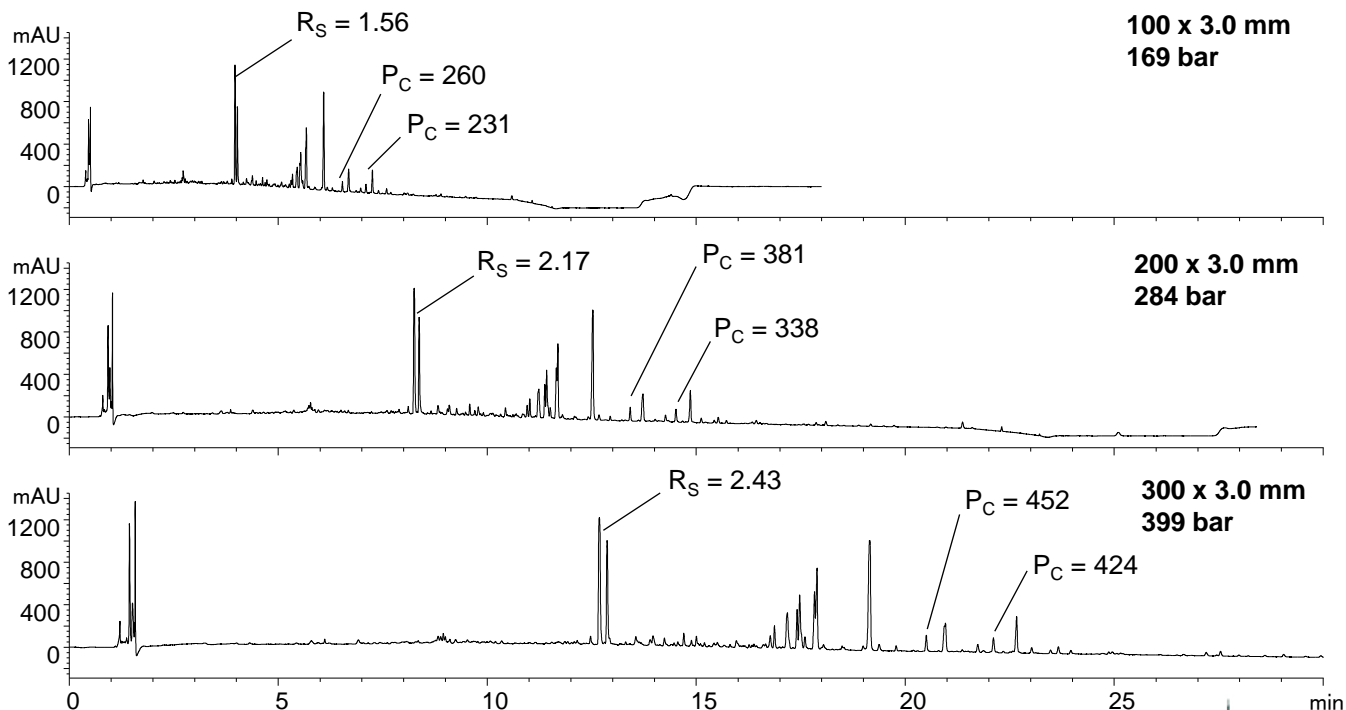 mAU
1200
800
400
0
R_S = 1.56
P_C = 260
P_C = 231
100 x 3.0 mm
169 bar
mAU
1200
800
400
0
R_S = 2.17
P_C = 381
P_C = 338
200 x 3.0 mm
284 bar
mAU
1200
800
400
0
R_S = 2.43
P_C = 452
P_C = 424
300 x 3.0 mm
399 bar
0 5 10 15 20 25 min